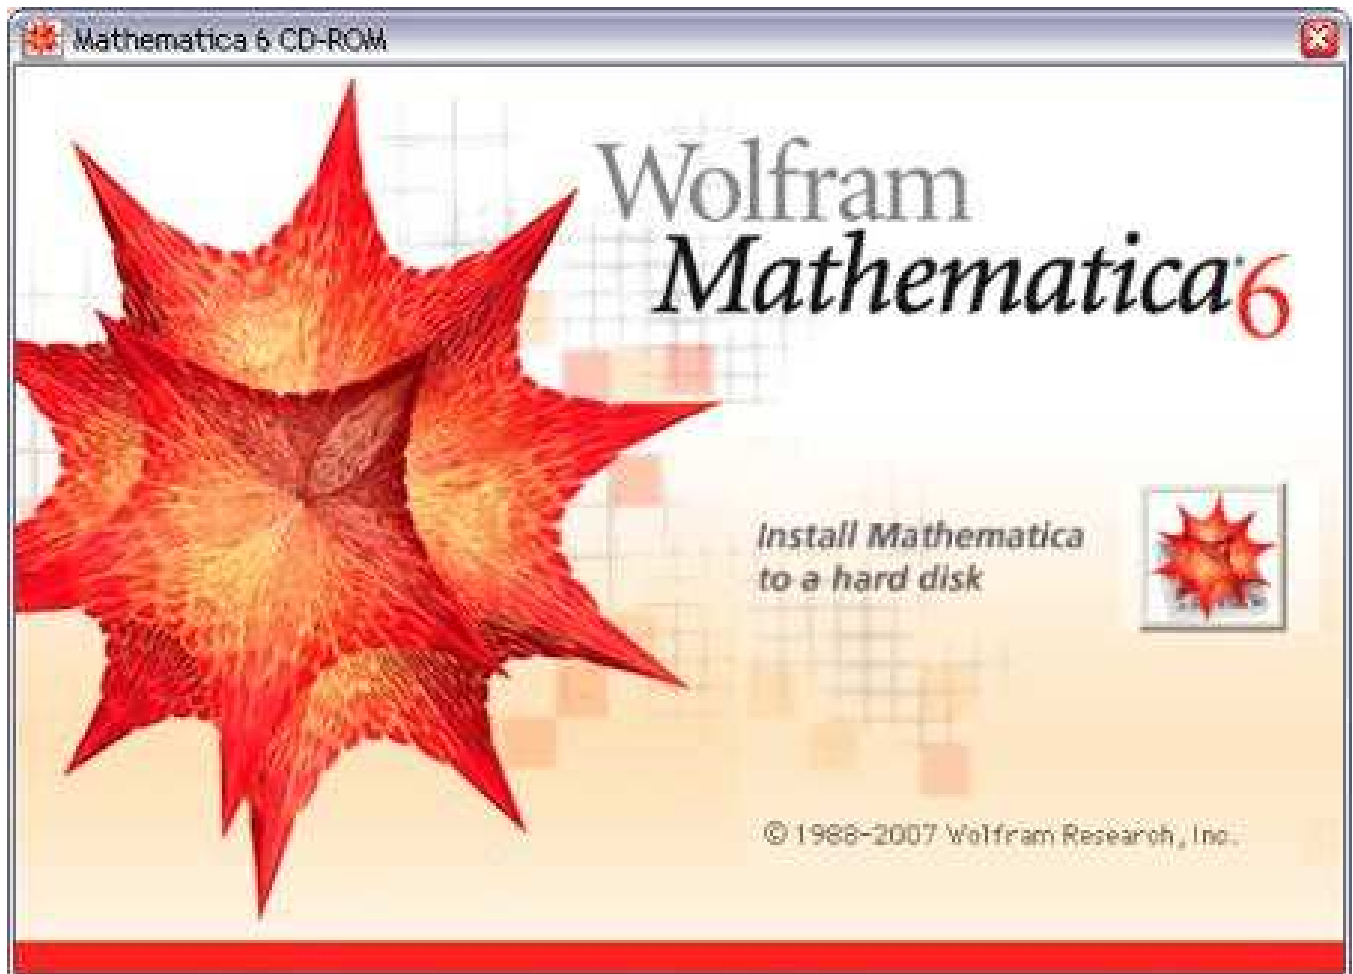 Mathematica 6 CD-ROM
Wolfram
Mathematica 6
Install Mathematica
to a hard disk
© 1988-2007 Wolfram Research, Inc.